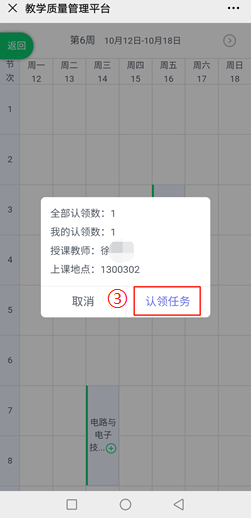 教学质量管理平台
返回
第6周 10月12日-10月18日
节次
周一 周二 周三 周四 周五 周六 周日
12 13 14 15 16 17 18
1
2
3
全部认领数：1
我的认领数：1
授课教师：徐
上课地点：1300302
取消 ③ 认领任务
4
5
6
7
电路与
电子
技...
8